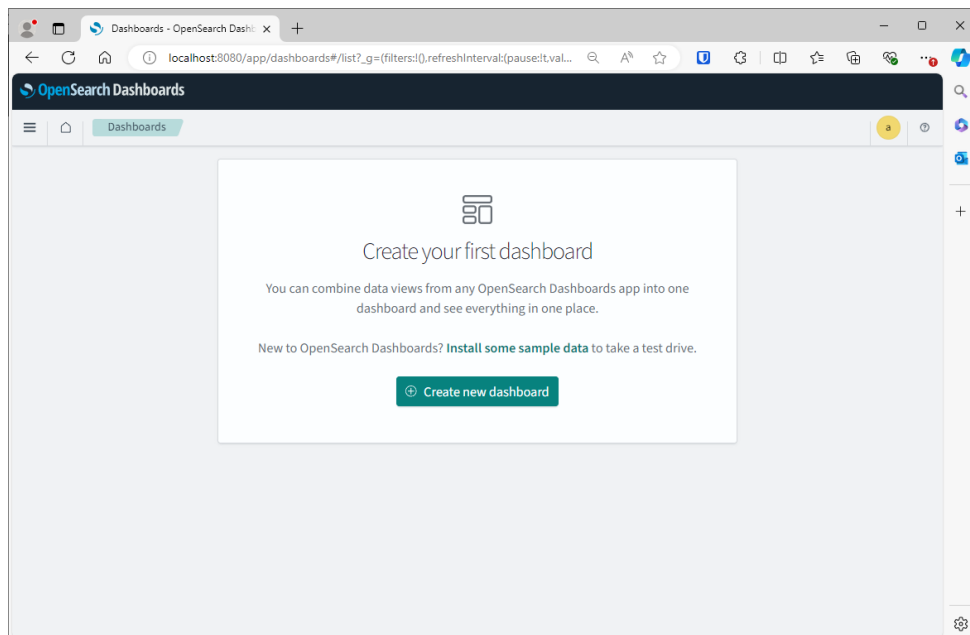 Dashboards - OpenSearch Dashb
localhost:8080/app/dashboards#/list?_g=(filters:!(),refreshInterval:(pause:!t,val...
OpenSearch Dashboards
Dashboards
a
Create your first dashboard
You can combine data views from any OpenSearch Dashboards app into one
dashboard and see everything in one place.
New to OpenSearch Dashboards? Install some sample data to take a test drive.
Create new dashboard